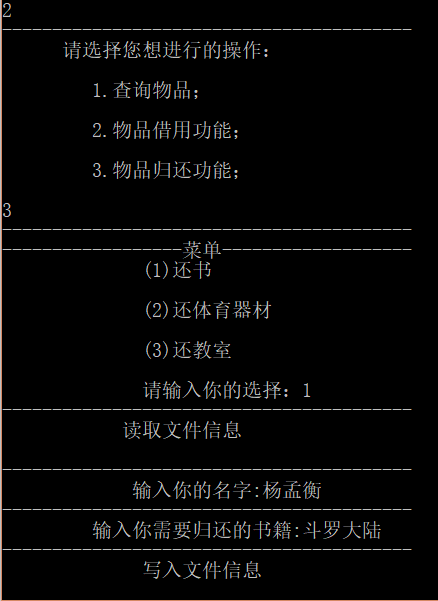 2
请选择您想进行的操作:
1.查询物品;
2.物品借用功能;
3.物品归还功能;
3
------------------菜单-------------------
(1)还书
(2)还体育器材
(3)还教室
请输入你的选择: 1
读取文件信息
输入你的名字:杨孟衡
输入你需要归还的书籍:斗罗大陆
写入文件信息